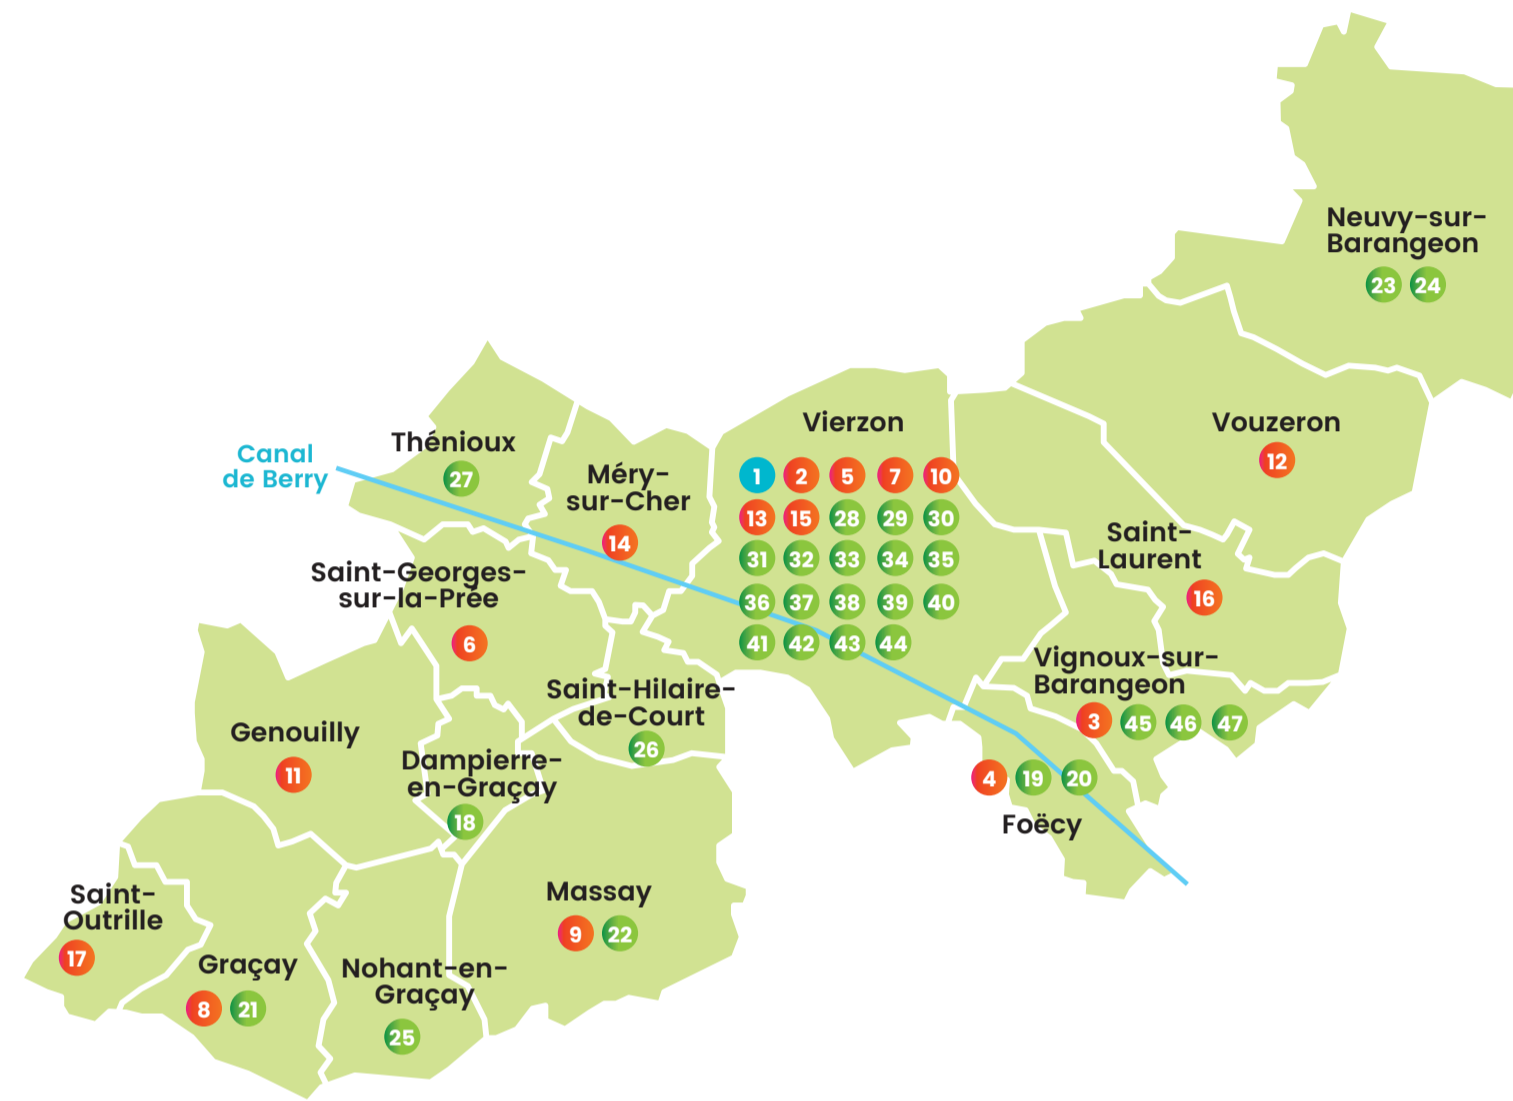 Neuvy-sur-
Barangeon
23 24
Vouzeron
12
Vierzon
1 2 5 7 10
13 15 28 29 30
31 32 33 34 35
36 37 38 39 40
41 42 43 44
Thénioux
27
Canal
de Berry
Méry-
sur-Cher
14
Saint-
Laurent
16
Saint-Georges-
sur-la-Prée
6
Vignoux-sur-
Barangeon
3 45 46 47
Saint-Hilaire-
de-Court
26
Genouilly
11
Dampierre-
en-Graçay
18
4 19 20
Foëcy
Saint-
Outrille
17
Massay
9 22
Graçay
8 21
Nohant-en-
Graçay
25